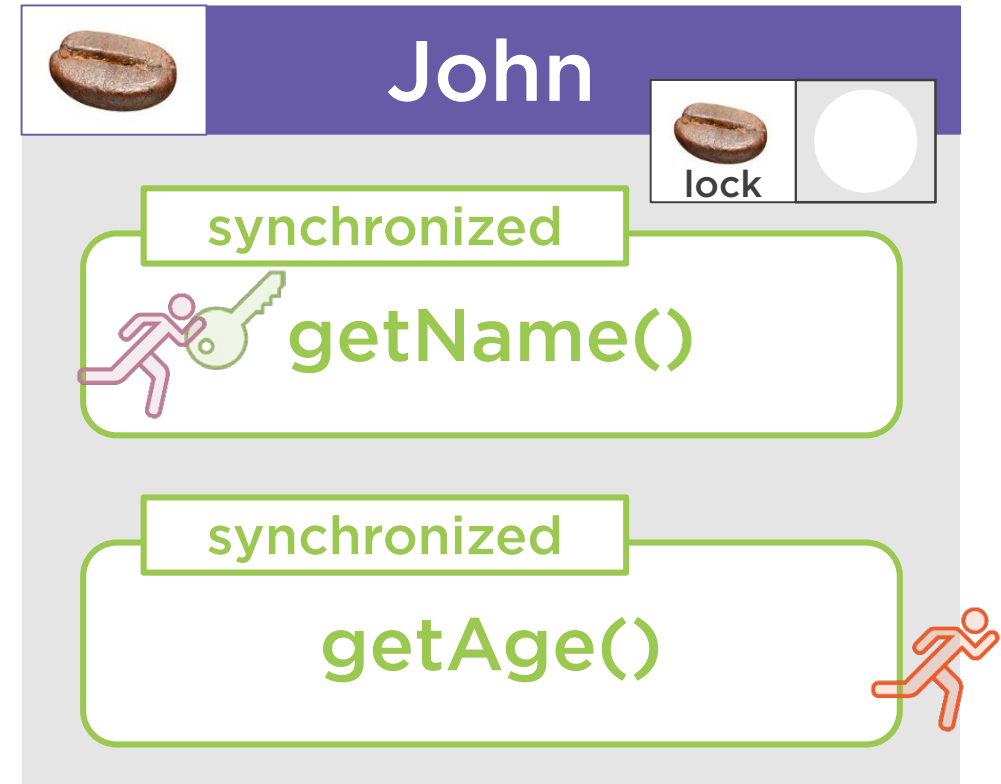 John
lock
synchronized
getName()
synchronized
getAge()